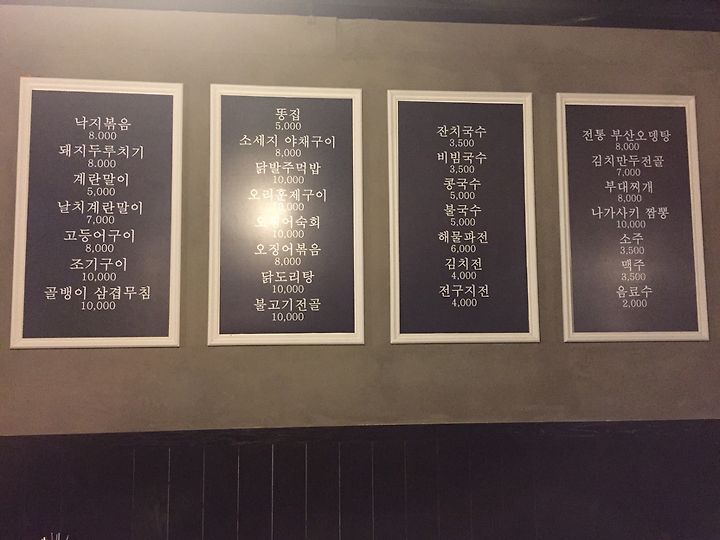 낙지볶음
8.000
돼지두루치기
8.000
계란말이
5,000
날치계란말이
7,000
고등어구이
8,000
조기구이
10,000
골뱅이 삼겹무침
10,000
똥집
5,000
소세지 야채구이
8,000
닭발주먹밥
10,000
오리훈제구이
오징어숙회
10,000
오징어볶음
8,000
닭도리탕
10,000
불고기전골
10,000
잔치국수
3,500
비빔국수
3,500
콩국수
5,000
불국수
5,000
해물파전
6,000
김치전
4,000
전구지전
4,000
전통 부산오뎅탕
8,000
김치만두전골
7,000
부대찌개
8,000
나가사키 짬뽕
10,000
소주
3,500
맥주
3,500
음료수
2,000